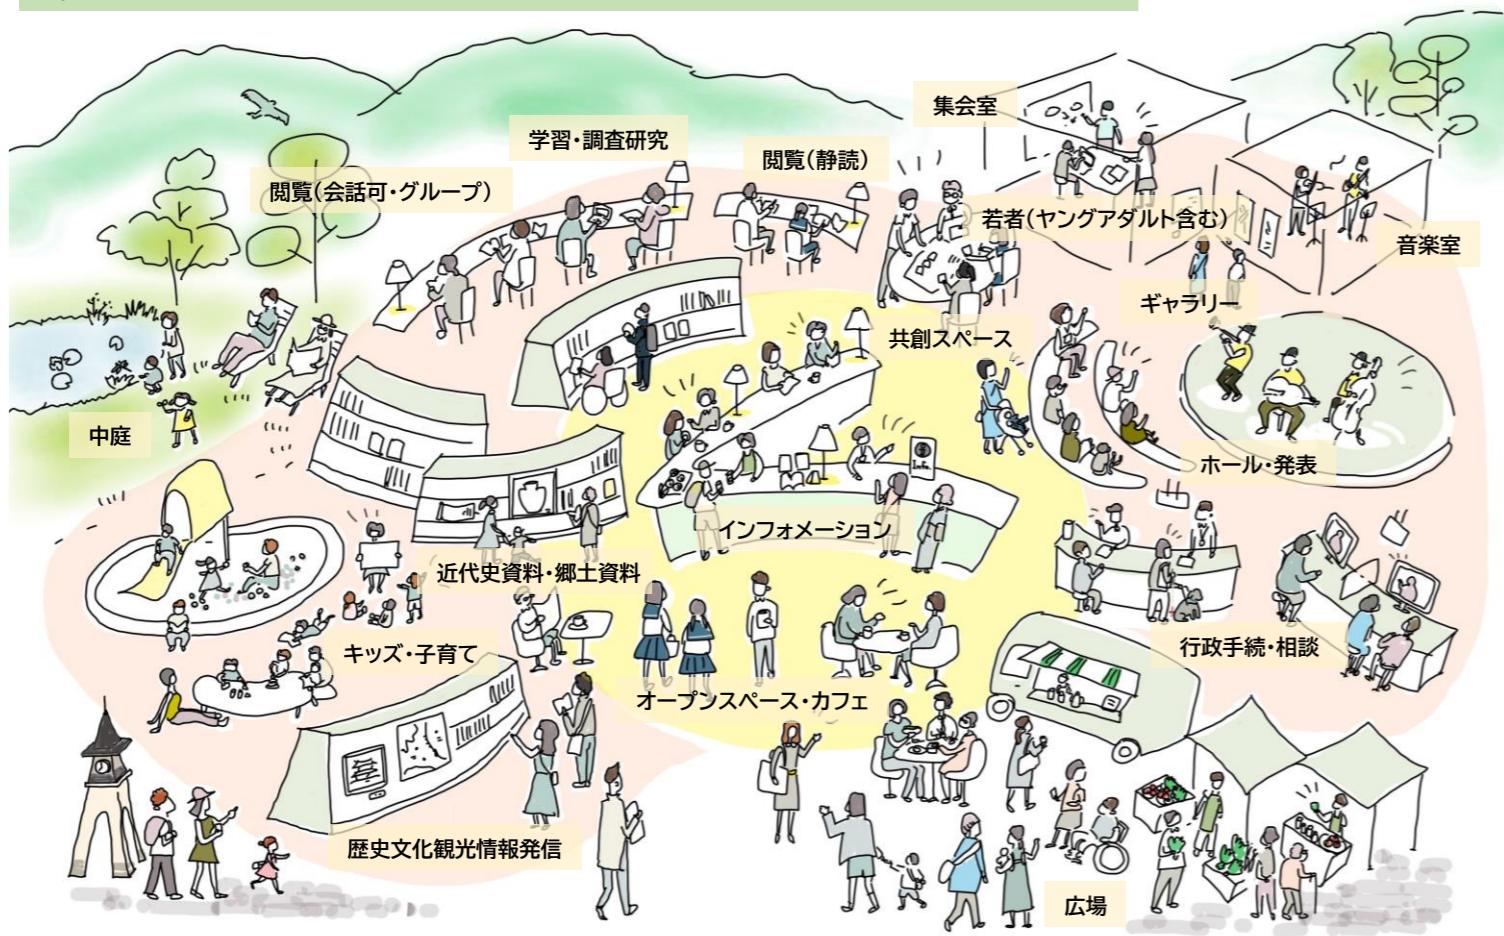 集会室
学習・調査研究
閲覧(静読)
閲覧(会話可・グループ)
若者(ヤングアダルト含む)
音楽室
ギャラリー
共創スペース
中庭
ホール・発表
Info.
インフォメーション
近代史資料・郷土資料
キッズ・子育て
行政手続・相談
オープンスペース・カフェ
歴史文化観光情報発信
広場